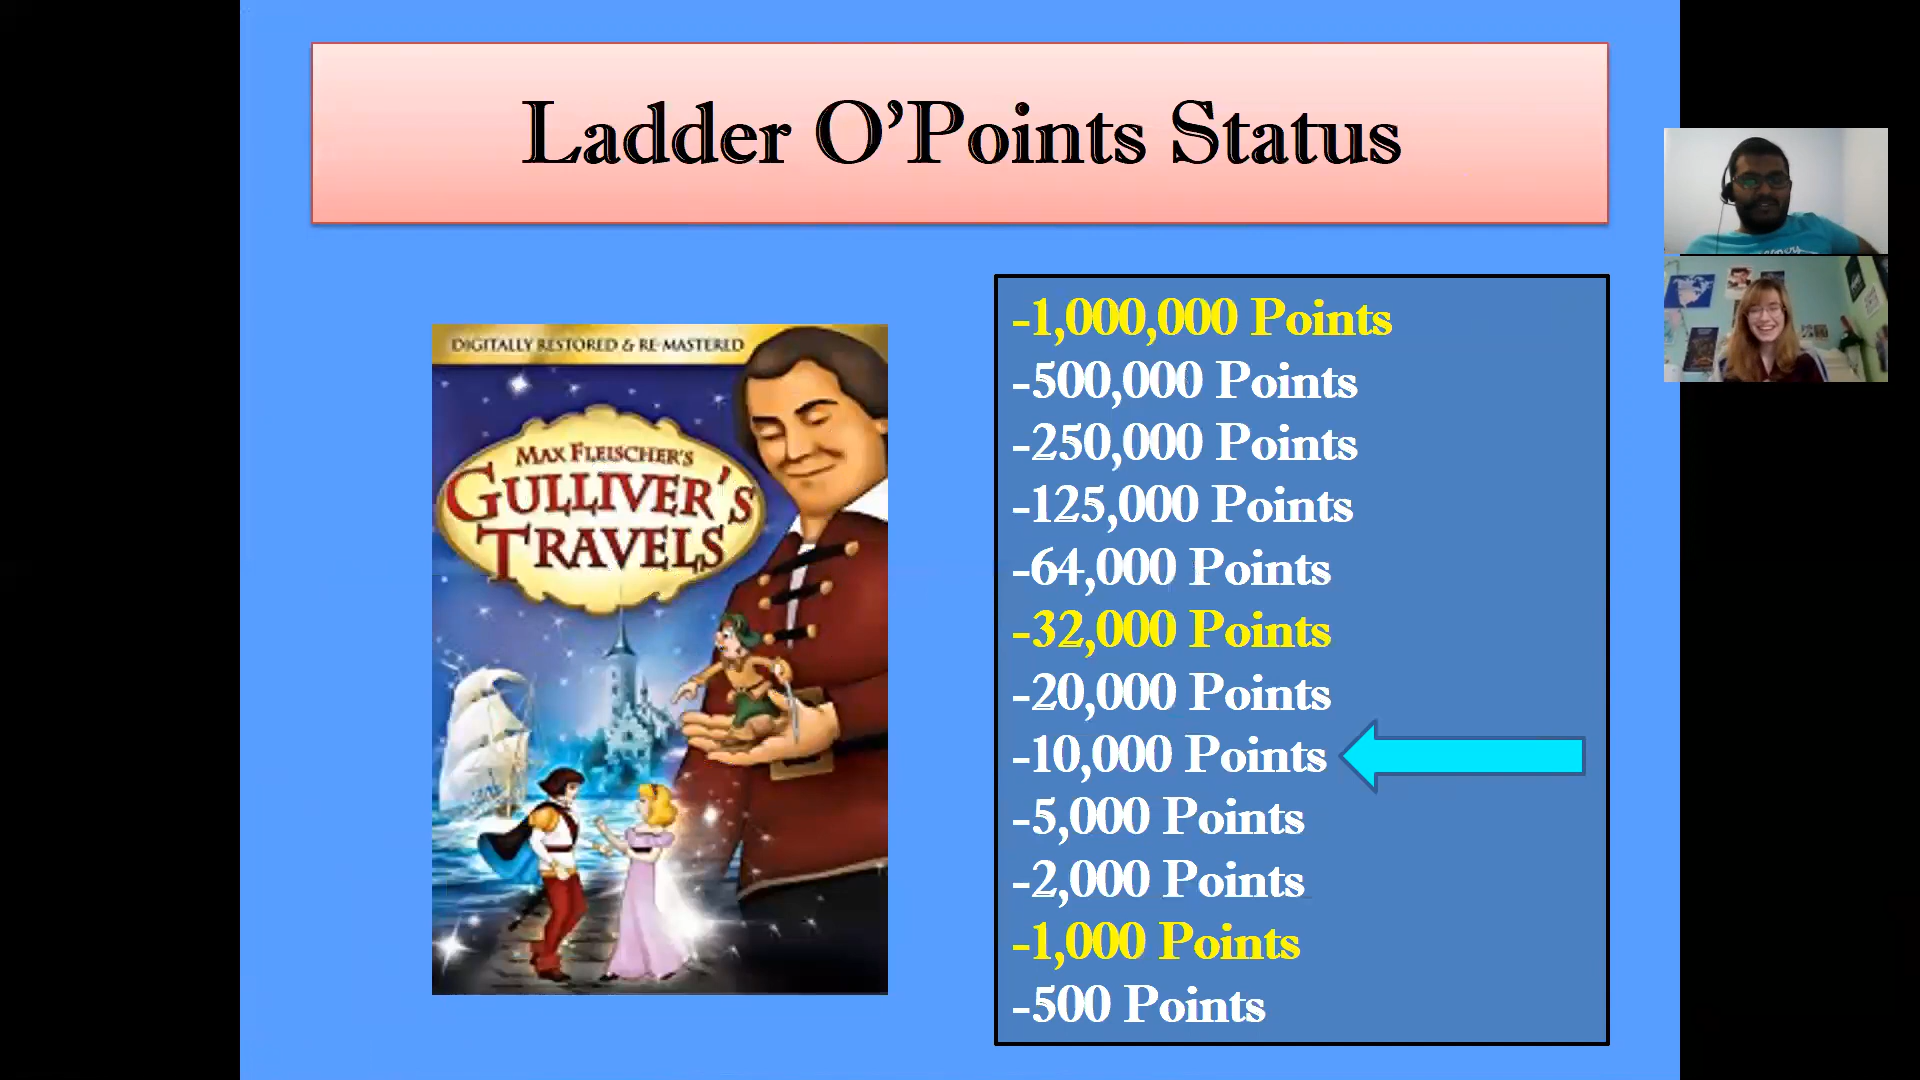 Ladder O'Points Status
DIGITALLY RESTORED & RE-MASTERED
MAX FLEISCHER'S
GULLIVER'S
TRAVELS
-1,000,000 Points
-500,000 Points
-250,000 Points
-125,000 Points
-64,000 Points
-32,000 Points
-20,000 Points
-10,000 Points
-5,000 Points
-2,000 Points
-1,000 Points
-500 Points